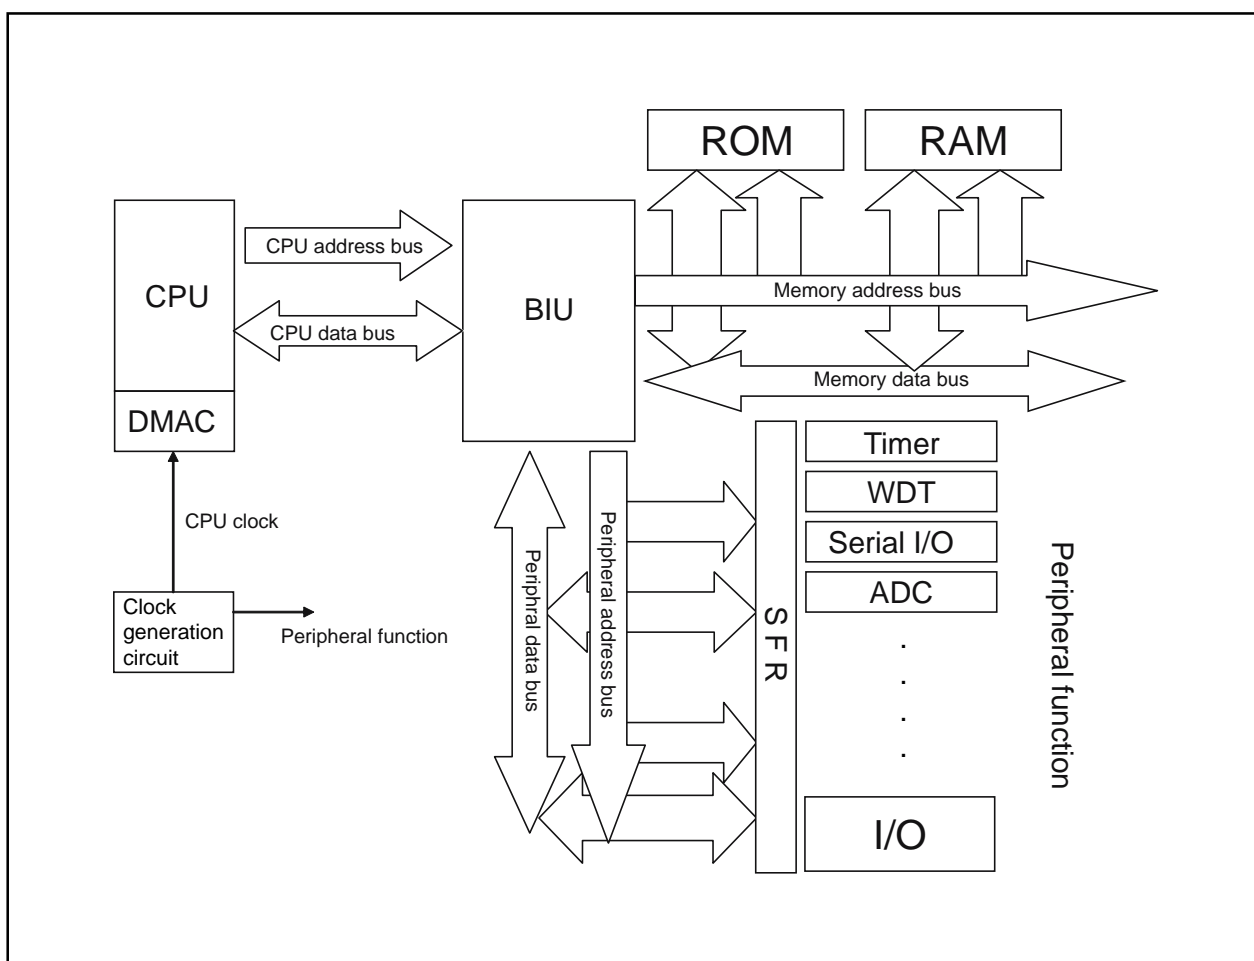 ROM
RAM
CPU address bus
CPU
BIU
Memory address bus
CPU data bus
Memory data bus
DMAC
Timer
WDT
CPU clock
Serial I/O
ADC
Clock
generation
circuit
Peripheral function
Periphral data bus
Peripheral address bus
S F R
.
.
.
.
Peripheral function
I/O